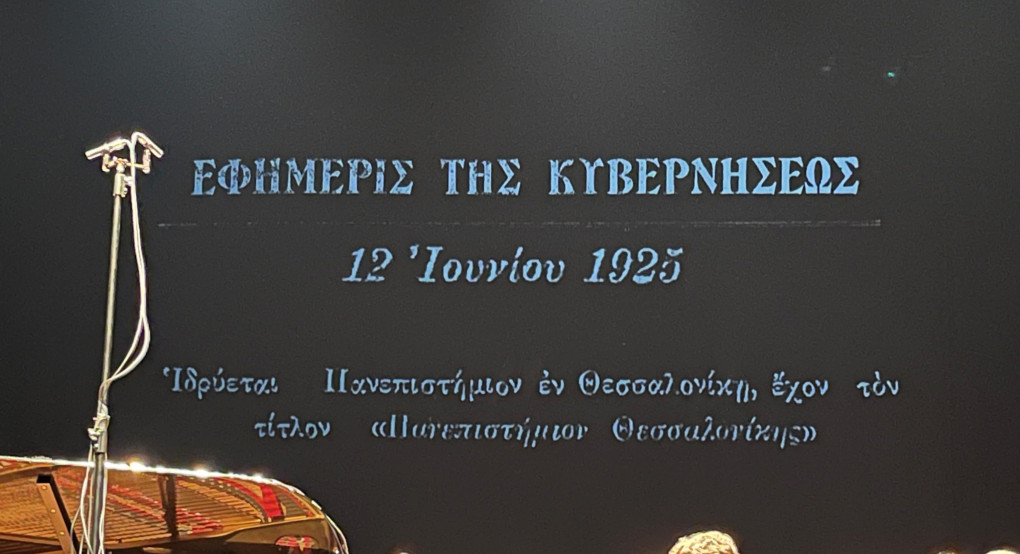 ΕΦΗΜΕΡΙΣ ΤΗΣ ΚΥΒΕΡΝΗΣΕΩΣ
12 Ἰουνίου 1925
Ἱδρύεται Πανεπιστήμιον ἐν Θεσσαλονίκῃ, ἔχον τὸν
τίτλον «Πανεπιστήμιον Θεσσαλονίκης»